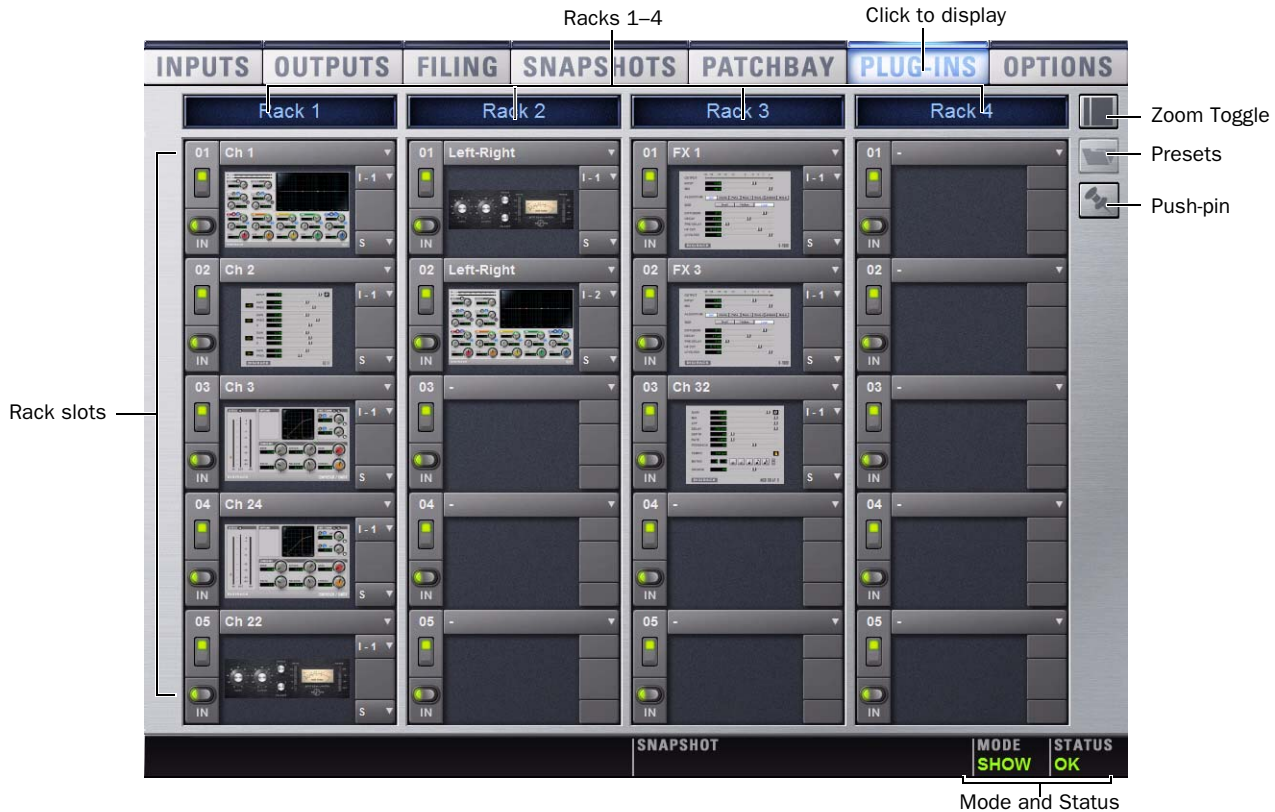 Racks 1–4
Click to display
INPUTS OUTPUTS FILING SNAPSHOTS PATCHBAY PLUG-INS OPTIONS
Rack 1 Rack 2 Rack 3 Rack 4
Zoom Toggle
Presets
Push-pin
Rack slots
01 Ch 1
I - 1
IN
S
02 Ch 2
I - 1
IN
S
03 Ch 3
I - 1
IN
S
04 Ch 24
I - 1
IN
S
05 Ch 22
I - 1
IN
S
01 Left-Right
I - 1
IN
S
02 Left-Right
I - 2
IN
S
03 -
IN
04 -
IN
05 -
IN
01 FX 1
I - 1
IN
S
02 FX 3
I - 1
IN
S
03 Ch 32
I - 1
IN
S
04 -
IN
05 -
IN
01 -
IN
02 -
IN
03 -
IN
04 -
IN
05 -
IN
SNAPSHOT
MODE
SHOW
STATUS
OK
Mode and Status